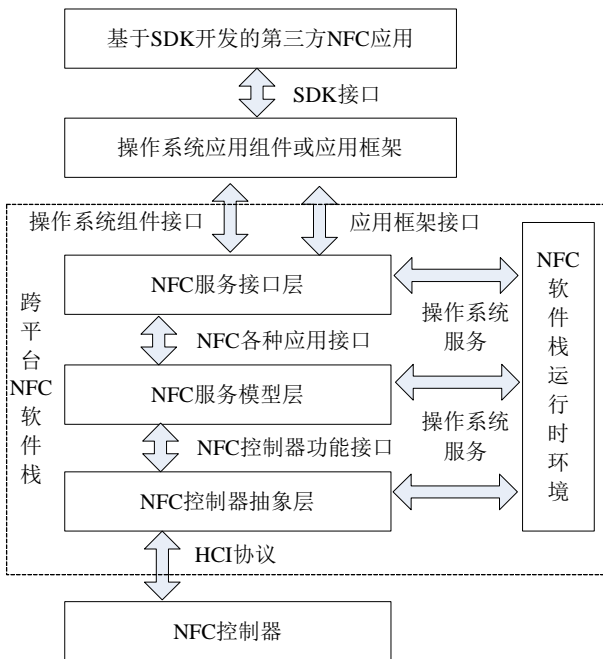 基于SDK开发的第三方NFC应用
SDK接口
操作系统应用组件或应用框架
操作系统组件接口
应用框架接口
跨
平
台
NFC
软
件
栈
NFC服务接口层
操作系统
服务
NFC各种应用接口
NFC服务模型层
操作系统
服务
NFC控制器功能接口
NFC控制器抽象层
NFC
软
件
栈
运
行
时
环
境
HCI协议
NFC控制器